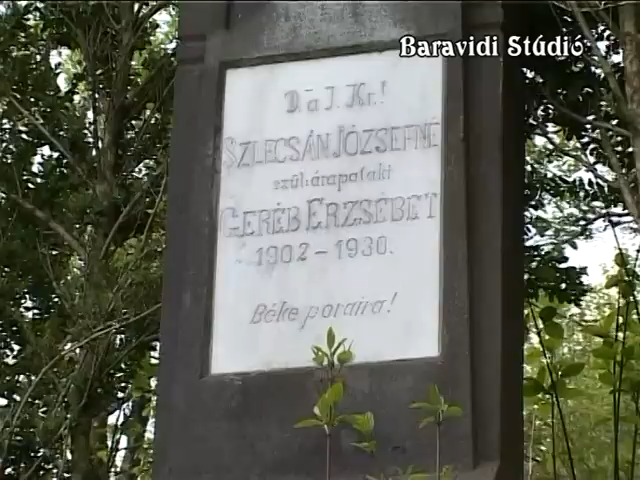 Baravidi Stúdió
D. a J. Kr.!
SZLECSÁN JÓZSEFNÉ
szül: árapataki
GERÉB ERZSÉBET
1902 – 1930.
Béke poraira!